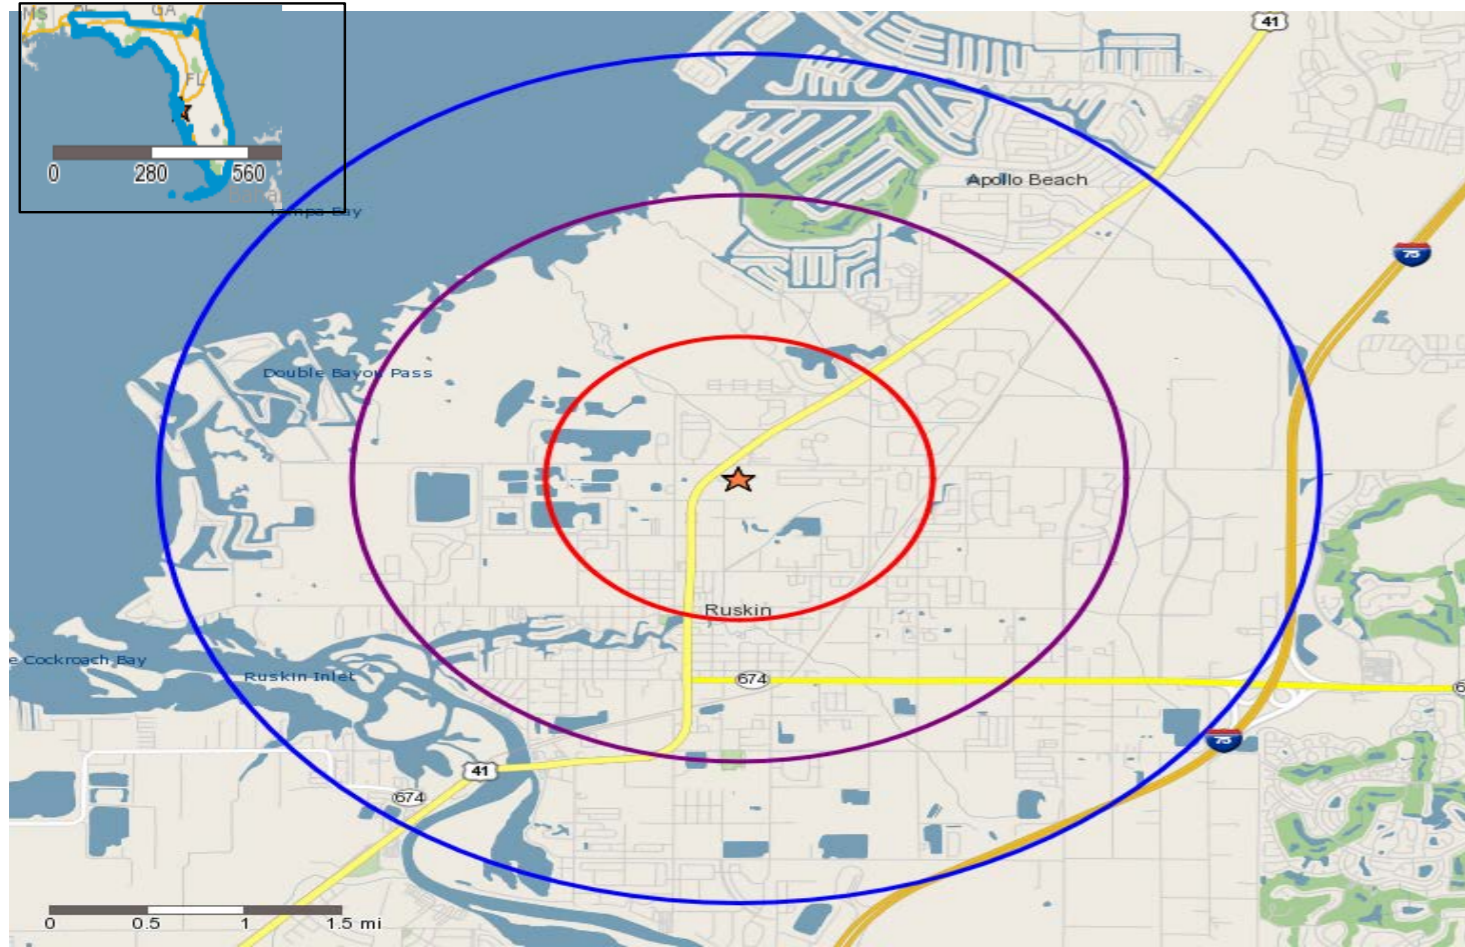 MS
GA
FL
0 280 560
41
Tampa Bay
Apollo Beach
75
Double Bayou Pass
Ruskin
e Cockroach Bay
Ruskin Inlet
674
75
41
674
0 0.5 1 1.5 mi